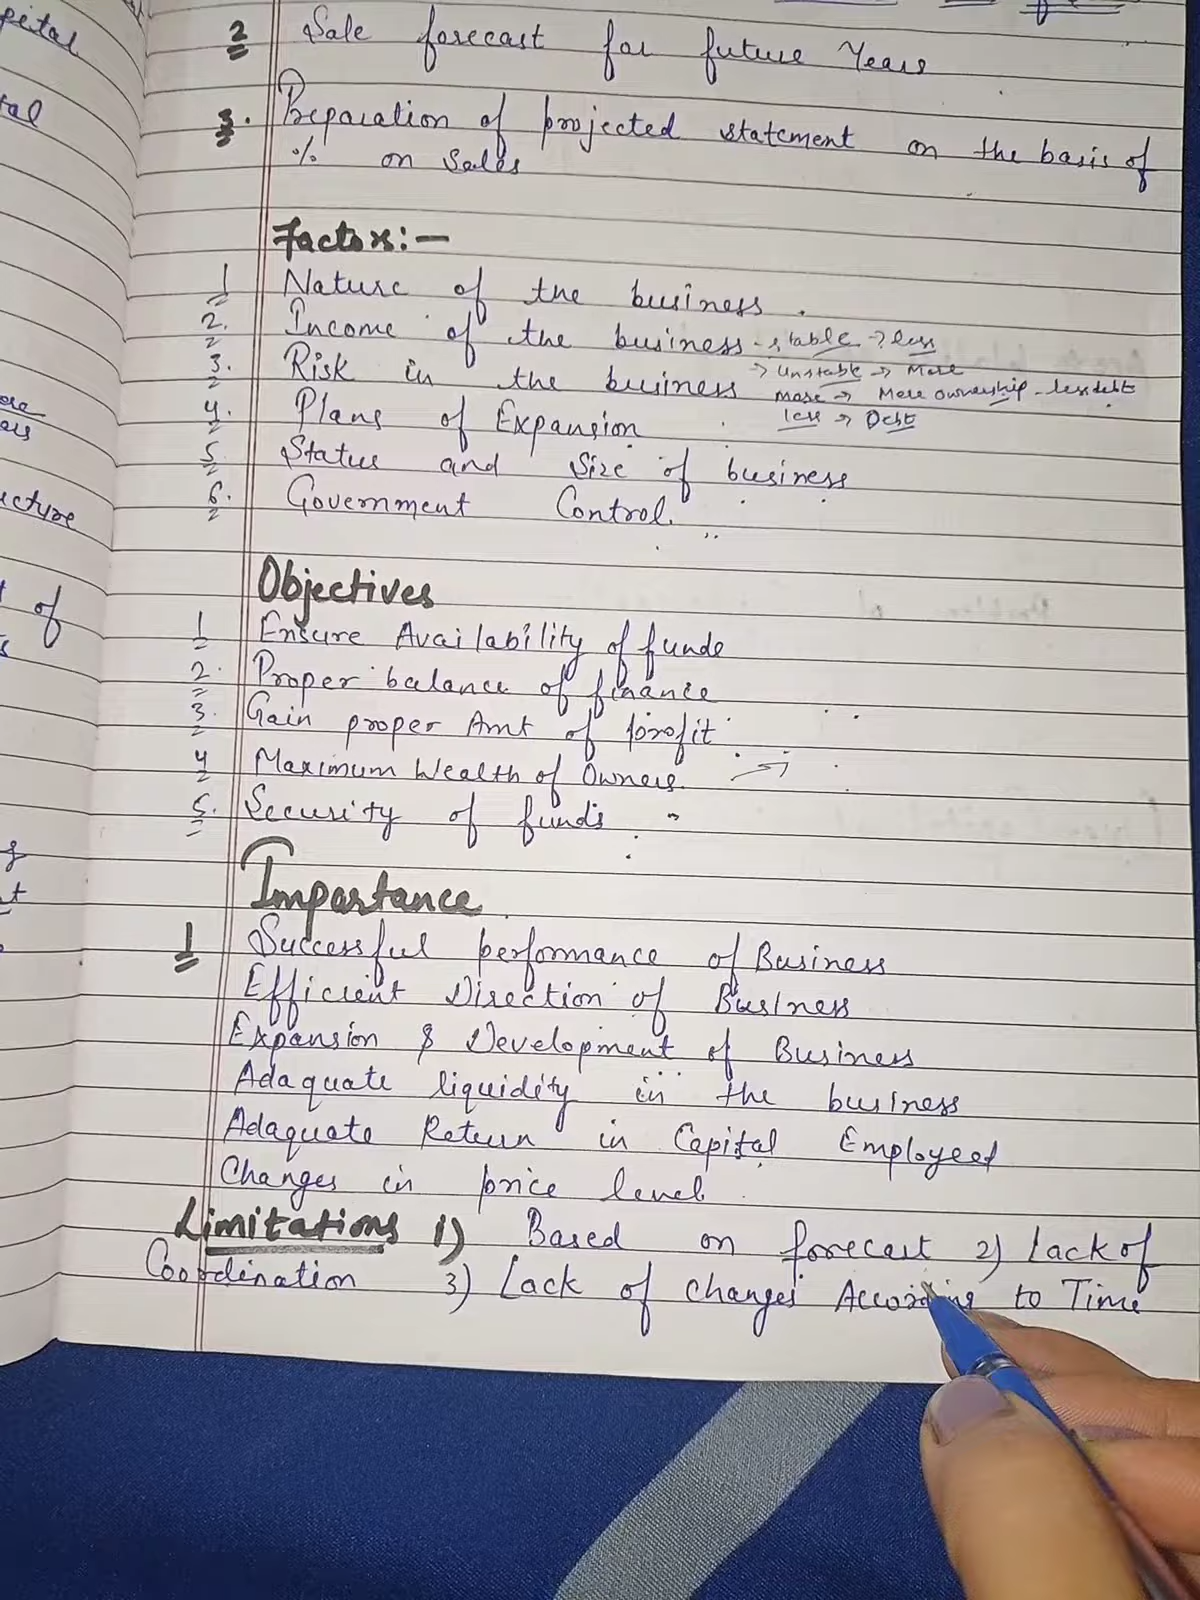 pital
2 Sale forecast for future Years
tal
3. Preparation of projected statement on the basis of
% on Sales
Factors:-
1 Nature of the business.
2. Income of the business - stable → less
→ unstable → More
3. Risk in the business more → More ownership - less debt
less → Debt
4. Plans of Expansion
5. Status and Size of business
6. Government Control.
cture
of
Objectives
1 Ensure Availability of funds
2. Proper balance of finance
3. Gain proper Amt of profit
4 Maximum Wealth of Owners
5. Security of funds
Importance
1 Successful performance of Business
Efficient Direction of Business
Expansion & Development of Business
Adaquate liquidity in the business
Adaquate Return in Capital Employeed
Changes in price level
Limitations 1) Based on forecast 2) Lack of
Coordination 3) Lack of changes According to Time